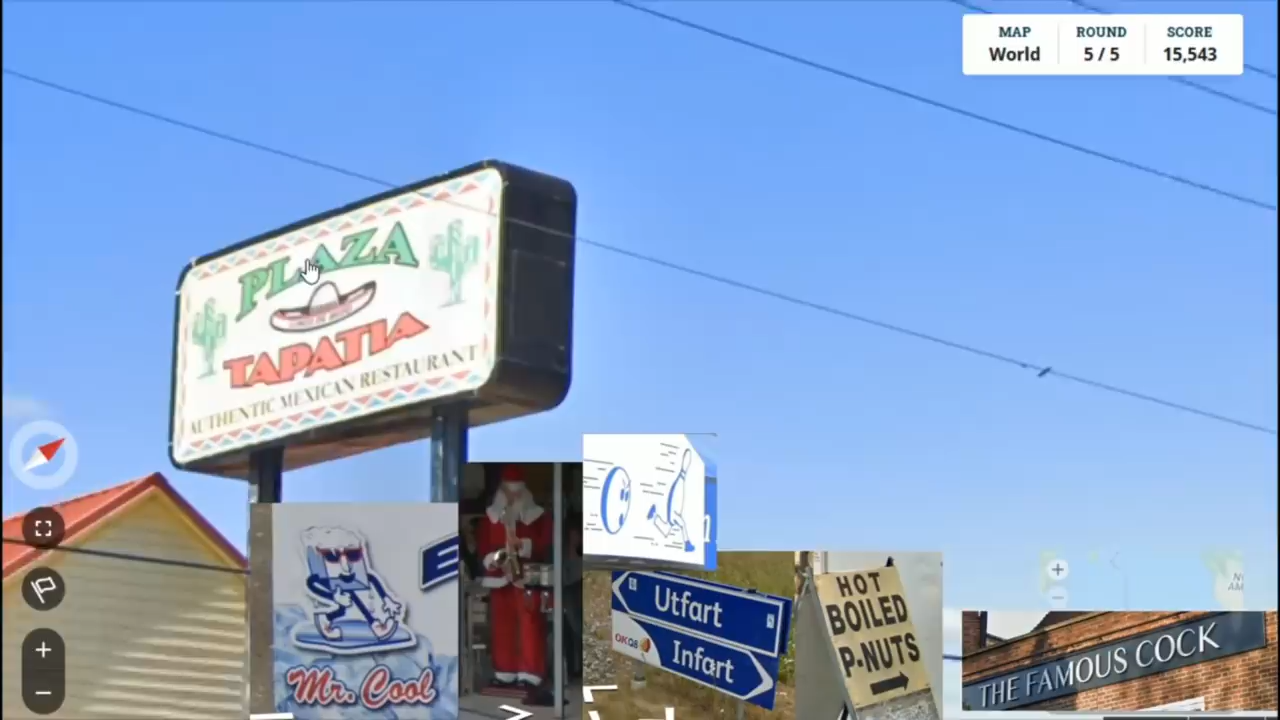 MAP
World
ROUND
5 / 5
SCORE
15,543
PLAZA
TAPATIA
AUTHENTIC MEXICAN RESTAURANT
Mr. Cool
Utfart
OKQ8
Infart
HOT
BOILED
P-NUTS
THE FAMOUS COCK
+
−
+
−